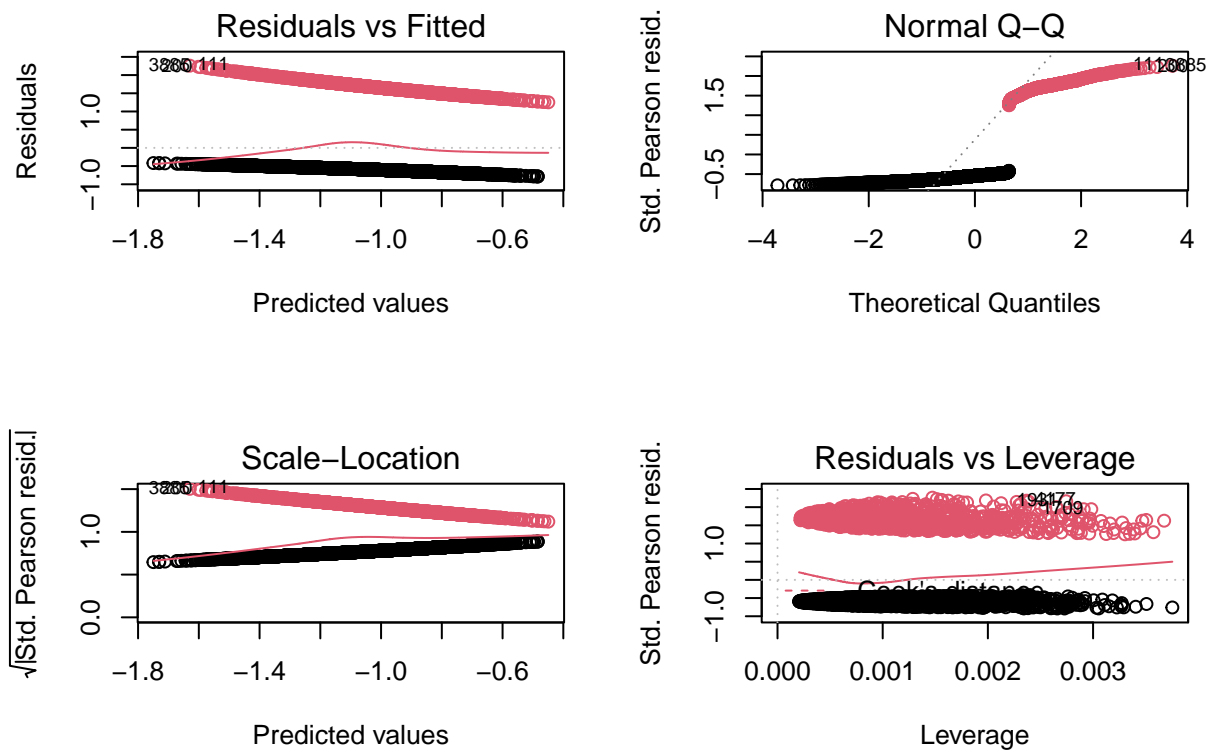 Residuals vs Fitted
Residuals
1.0
−1.0
111
−1.8
−1.4
−1.0
−0.6
Predicted values
Normal Q−Q
Std. Pearson resid.
1.5
−0.5
−4
−2
0
2
4
Theoretical Quantiles
Scale−Location
√|Std. Pearson resid.|
1.0
0.0
111
−1.8
−1.4
−1.0
−0.6
Predicted values
Residuals vs Leverage
Std. Pearson resid.
1.0
−1.0
4177
1709
Cook's distance
0.000
0.001
0.002
0.003
Leverage